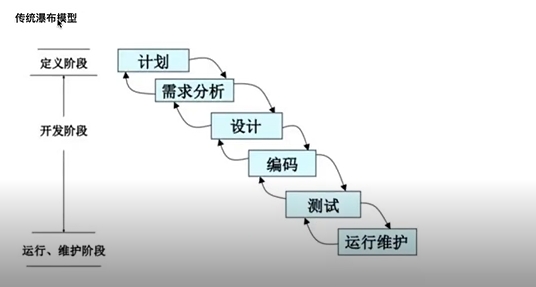 传统瀑布模型
定义阶段
计划
需求分析
开发阶段
设计
编码
测试
运行、维护阶段
运行维护